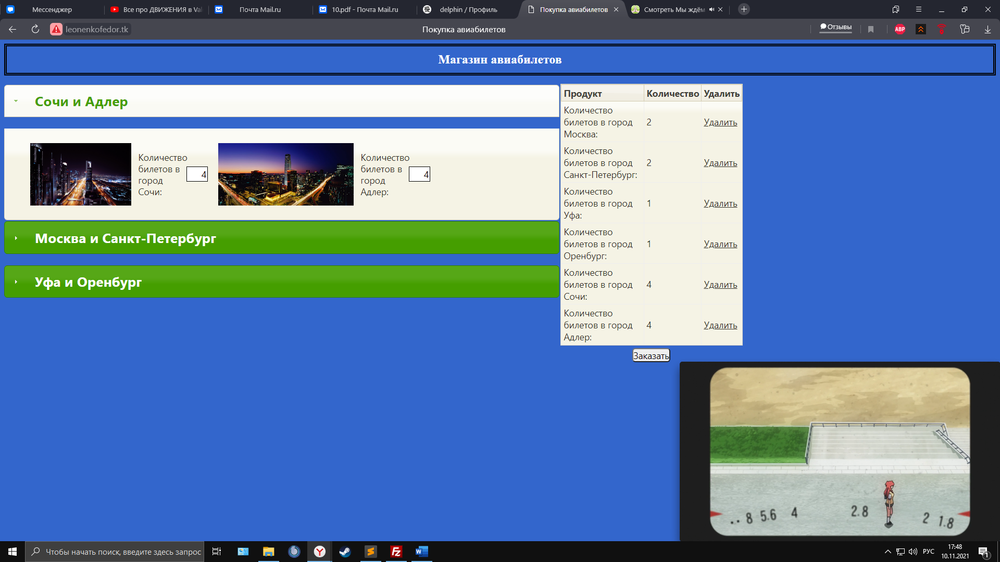 Мессенджер
Все про ДВИЖЕНИЯ в Val
Почта Mail.ru
10.pdf - Почта Mail.ru
delphin / Профиль
Покупка авиабилетов
Смотреть Мы ждём
leonenkofedor.tk
Покупка авиабилетов
Отзывы
ABP
Магазин авиабилетов
Сочи и Адлер
Количество
билетов в
город
Сочи:
4
Количество
билетов в
город
Адлер:
4
Москва и Санкт-Петербург
Уфа и Оренбург
Продукт Количество Удалить
Количество
билетов в город
Москва:
2 Удалить
Количество
билетов в город
Санкт-Петербург:
2 Удалить
Количество
билетов в город
Уфа:
1 Удалить
Количество
билетов в город
Оренбург:
1 Удалить
Количество
билетов в город
Сочи:
4 Удалить
Количество
билетов в город
Адлер:
4 Удалить
Заказать
.. 8 5.6 4 2.8 2 1.8
Чтобы начать поиск, введите здесь запрос
РУС
17:48
10.11.2021
1